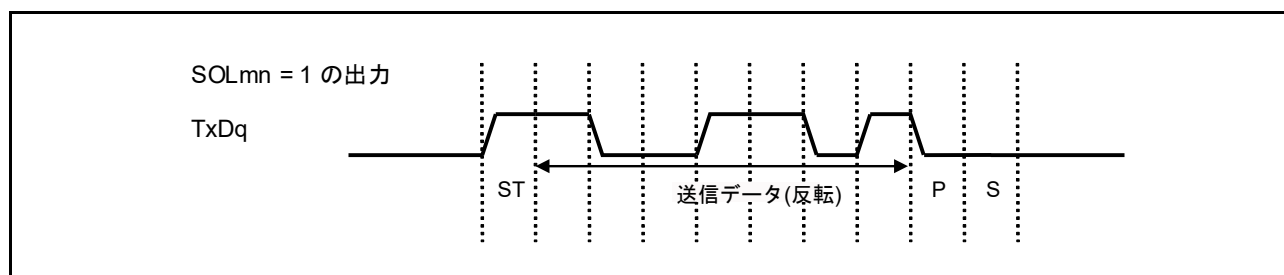 SOLmn = 1 の出力
TxDq
ST
送信データ(反転)
P
S